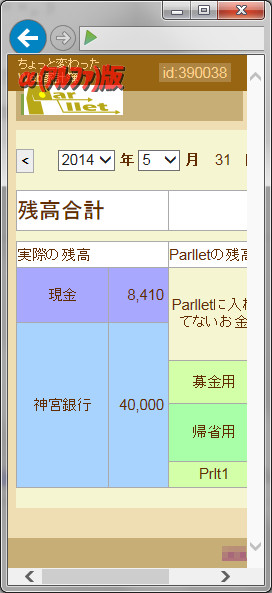 ちょっと変わった
α(アルファ)版
id:390038
Parllet
<
2014 年 5 月 31
残高合計
実際の残高
Parlletの残高
現金
8,410
Parlletに入れ
てないお金
神宮銀行
40,000
募金用
帰省用
Prlt1